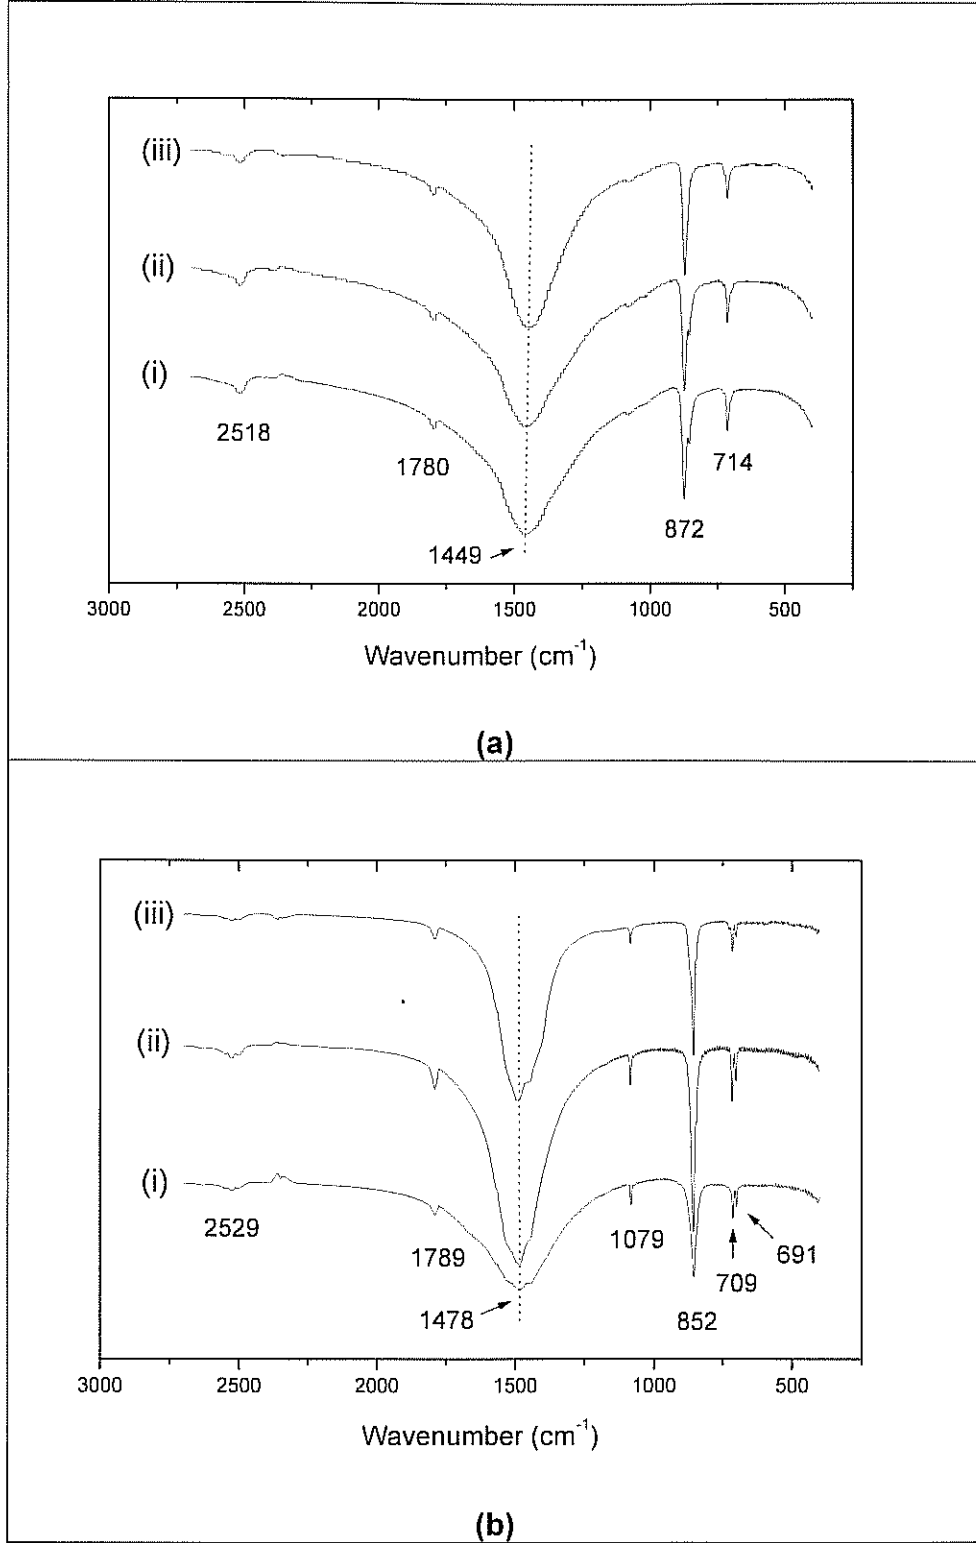 (iii)
(ii)
(i)
2518
1780
714
872
1449
3000 2500 2000 1500 1000 500
Wavenumber (cm-1)
(a)
(iii)
(ii)
(i)
2529
1789
1079
691
709
1478
852
3000 2500 2000 1500 1000 500
Wavenumber (cm-1)
(b)